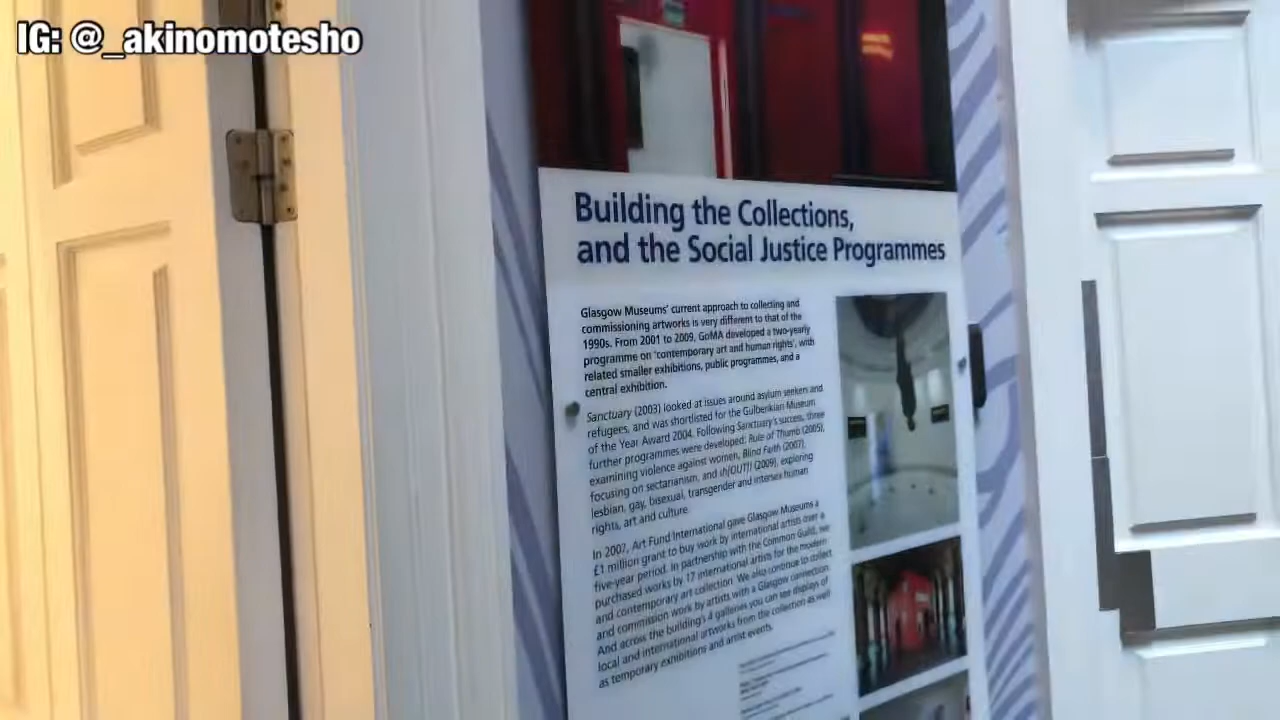 IG: @_akinomotesho
Building the Collections,
and the Social Justice Programmes
Glasgow Museums' current approach to collecting and
commissioning artworks is very different to that of the
1990s. From 2001 to 2009, GoMA developed a two-yearly
programme on 'contemporary art and human rights', with
related smaller exhibitions, public programmes, and a
central exhibition.
Sanctuary (2003) looked at issues around asylum seekers and
refugees, and was shortlisted for the Gulbenkian Museum
of the Year Award 2004. Following Sanctuary's success, three
further programmes were developed: Rule of Thumb (2005),
examining violence against women, Blind Faith (2007),
focusing on sectarianism, and sh[OUT]! (2009), exploring
lesbian, gay, bisexual, transgender and intersex human
rights, art and culture.
In 2007, Art Fund International gave Glasgow Museums a
£1 million grant to buy work by international artists over a
five-year period. In partnership with the Common Guild, we
purchased works by 17 international artists for the modern
and contemporary art collection. We also continue to collect
and commission work by artists with a Glasgow connection.
And across the building's 4 galleries you can see displays of
local and international artworks from the collection as well
as temporary exhibitions and artist events.